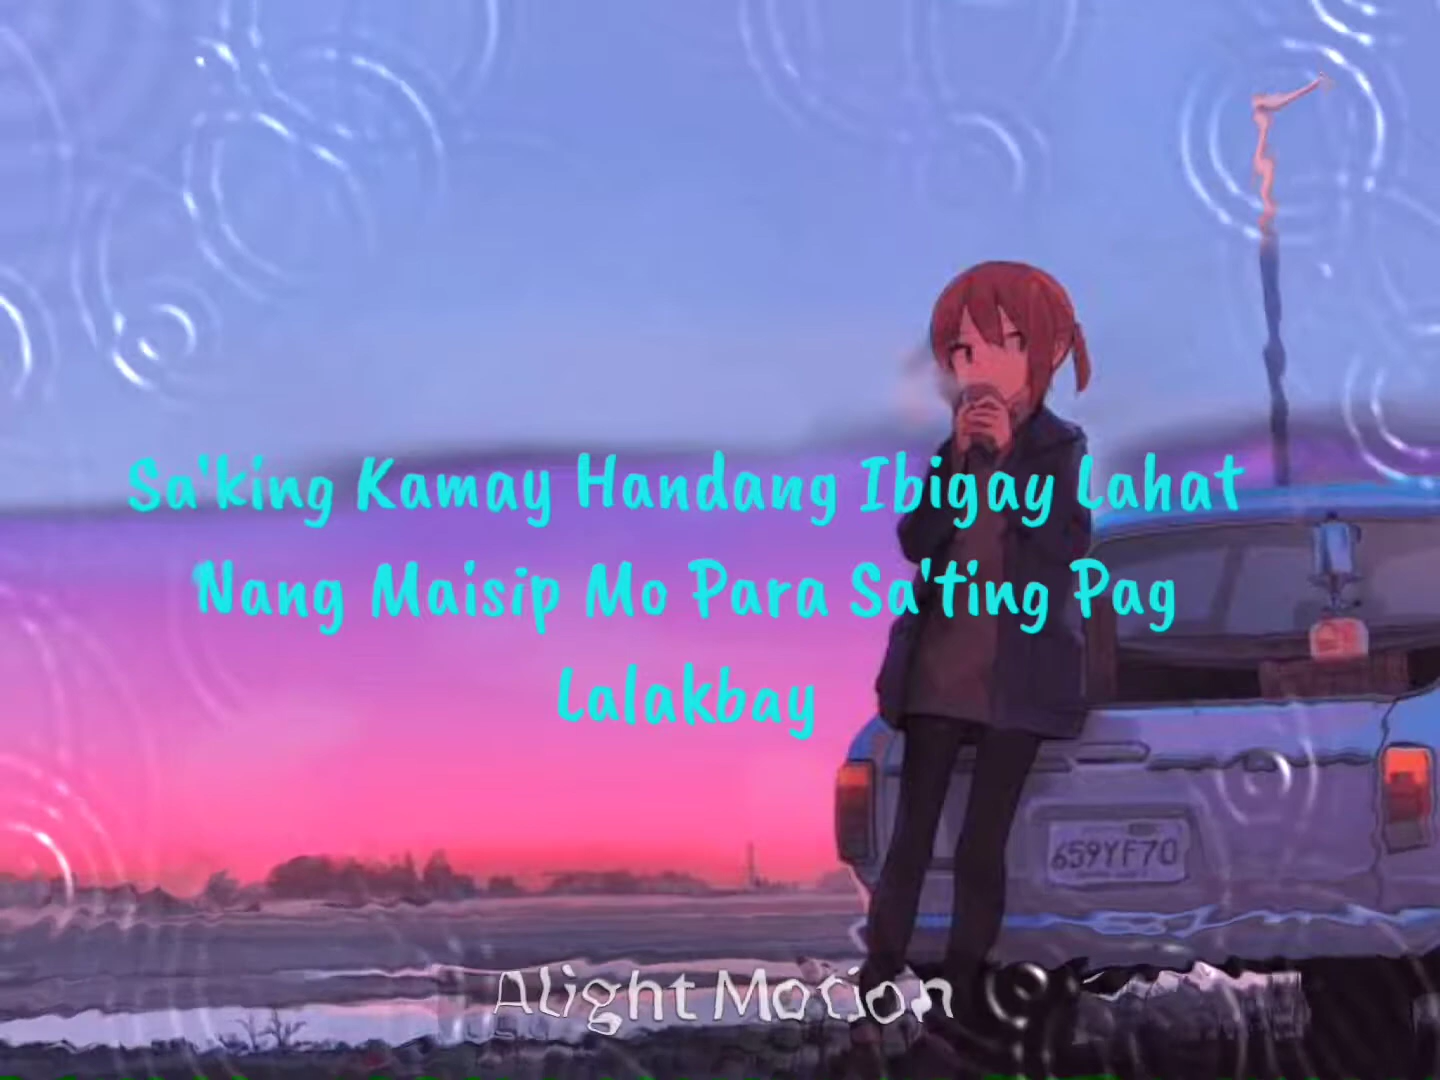 Sa'king Kamay Handang Ibigay Lahat
Nang Maisip Mo Para Sa'ting Pag
Lalakbay
659YF70
Alight Motion